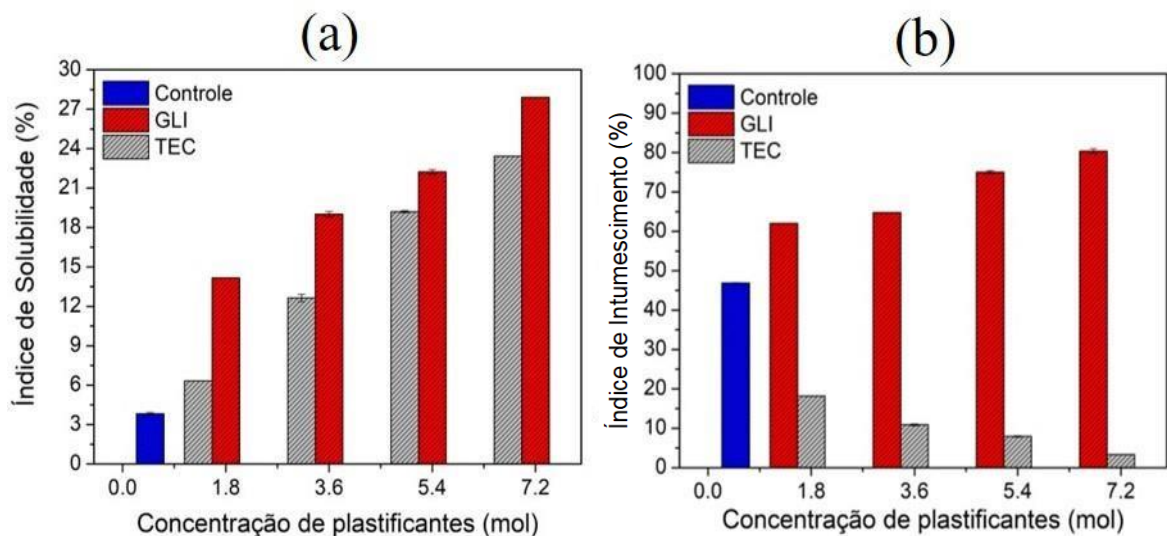 (a)
Índice de Solubilidade (%)
30
27
24
21
18
15
12
9
6
3
0
Controle
GLI
TEC
0.0 1.8 3.6 5.4 7.2
Concentração de plastificantes (mol)
(b)
Índice de Intumescimento (%)
100
90
80
70
60
50
40
30
20
10
0
Controle
GLI
TEC
0.0 1.8 3.6 5.4 7.2
Concentração de plastificantes (mol)